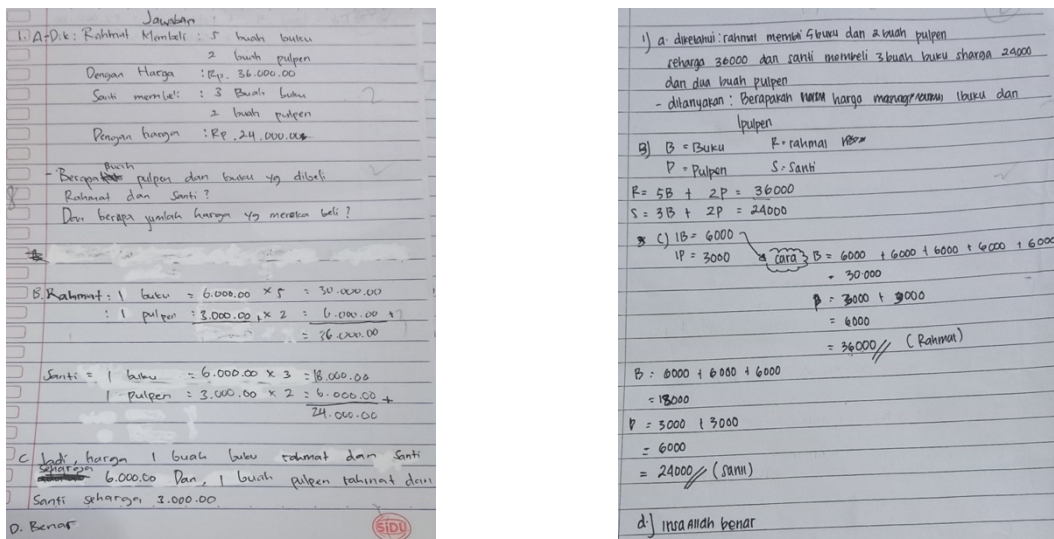 Jawaban
1. A-Dik: Rahmat Membeli : 5 buah buku
2 buah pulpen
Dengan Harga : Rp. 36.000.00
Santi membeli : 3 Buah buku
2 buah pulpen
Dengan harga : Rp. 24.000.00
- Berapa buah pulpen dan buku yg dibeli
Rahmat dan Santi?
Dan berapa jumlah harga yg mereka beli?
B. Rahmat : 1 buku = 6.000.00 × 5 = 30.000.00
: 1 pulpen : 3.000.00 × 2 = 6.000.00 +
= 36.000.00
Santi = 1 buku = 6.000.00 × 3 = 18.000.00
1 pulpen : 3.000.00 × 2 = 6.000.00 +
24.000.00
C Jadi, harga 1 buah buku rahmat dan Santi
seharga 6.000.00 Dan, 1 buah pulpen rahmat dan
Santi seharga 3.000.00
D. Benar
SIDU
1) a. diketahui : rahmat membeli 5 buku dan 2 buah pulpen
seharga 36000 dan santi membeli 3 buah buku sharga 24000
dan dua buah pulpen
- ditanyakan : Berapakah harga 1buku dan
1pulpen
B) B = Buku R = rahmat
P = Pulpen S = Santi
R = 5B + 2P = 36000
S = 3B + 2P = 24000
C) 1B = 6000
1P = 3000
cara B = 6000 + 6000 + 6000 + 6000 + 6000
= 30.000
P = 3000 + 3000
= 6000
= 36000 // (Rahmat)
B = 6000 + 6000 + 6000
= 18000
P = 3000 + 3000
= 6000
= 24000 // (santi)
d.) insa Allah benar